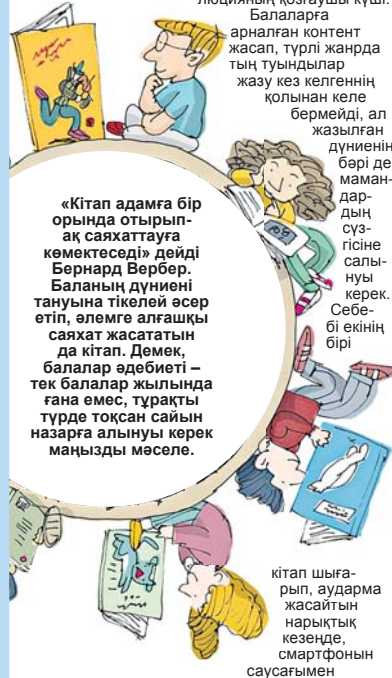 люцияның қозғаушы күші.
Балаларға
арналған контент
жасап, түрлі жанрда
тың туындылар
жазу кез келгеннің
қолынан келе
бермейді, ал
жазылған
дүниенің
бәрі де
маман-
дар-
дың
сүз-
гісіне
салы-
нуы
керек.
Себе-
бі екінің
бірі
«Кітап адамға бір
орында отырып-
ақ саяхаттауға
көмектеседі» дейді
Бернард Вербер.
Баланың дүниені
тануына тікелей әсер
етіп, әлемге алғашқы
саяхат жасататын
да кітап. Демек,
балалар әдебиеті –
тек балалар жылында
ғана емес, тұрақты
түрде тоқсан сайын
назарға алынуы керек
маңызды мәселе.
кітап шыға-
рып, аударма
жасайтын
нарықтық
кезеңде,
смартфонын
саусағымен